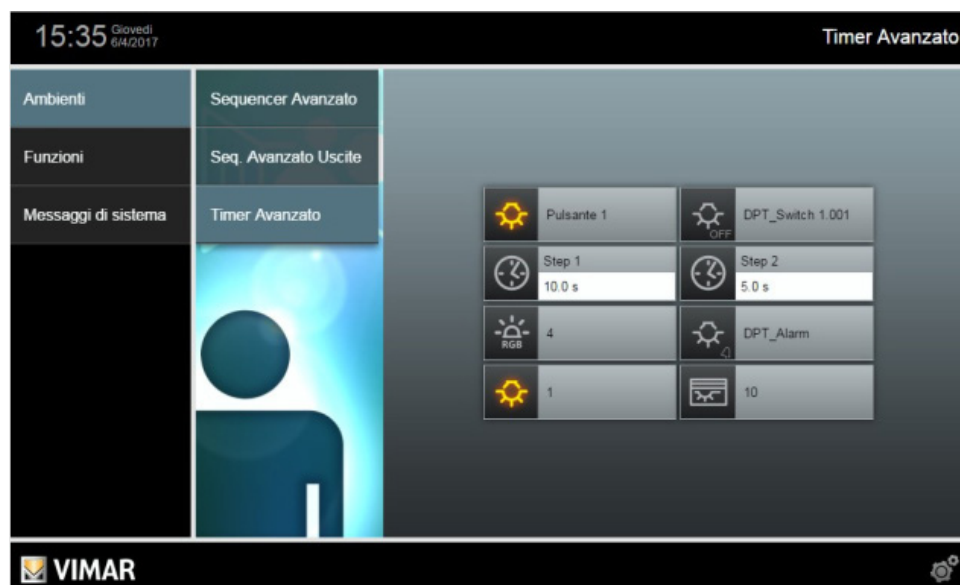 15:35 Giovedì
6/4/2017
Timer Avanzato
Ambienti
Funzioni
Messaggi di sistema
Sequencer Avanzato
Seq. Avanzato Uscite
Timer Avanzato
Pulsante 1
DPT_Switch 1.001
OFF
Step 1
10.0 s
Step 2
5.0 s
RGB
4
DPT_Alarm
1
10
VIMAR